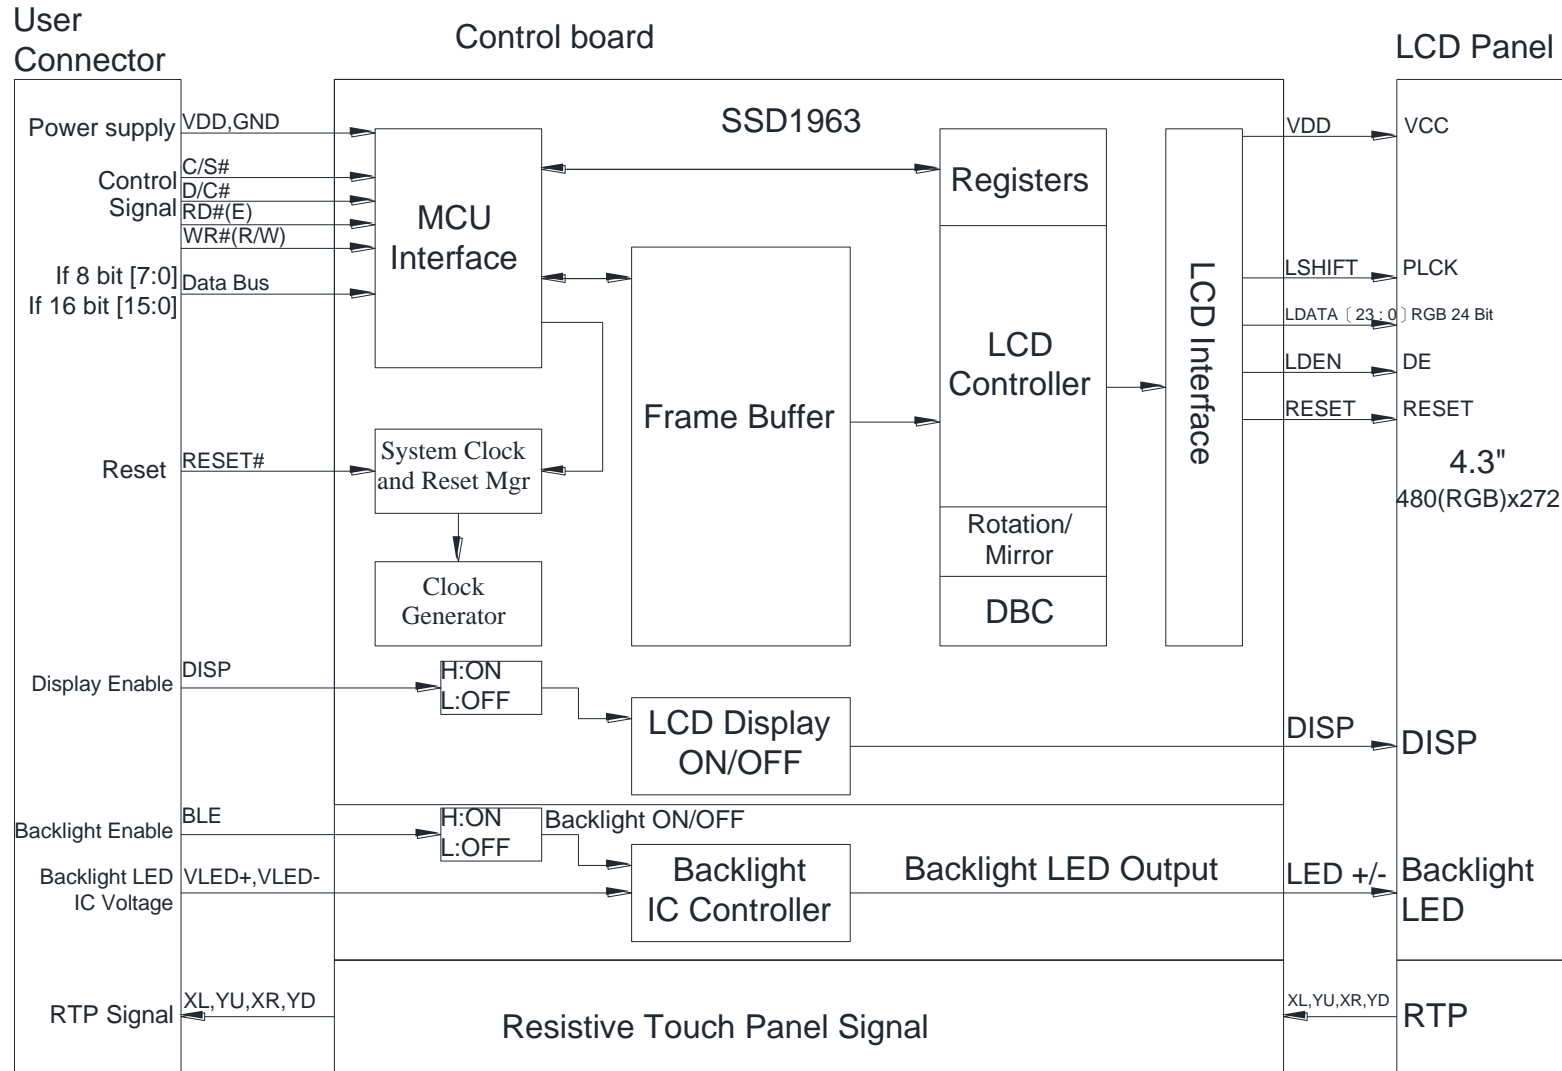 User
Connector
Control board
LCD Panel
Power supply
VDD,GND
SSD1963
VDD
VCC
Control
Signal
C/S#
D/C#
RD#(E)
WR#(R/W)
MCU
Interface
Registers
If 8 bit [7:0]
If 16 bit [15:0]
Data Bus
LCD Interface
LSHIFT
PLCK
LDATA〔23:0〕RGB 24 Bit
LCD
Controller
LDEN
DE
Frame Buffer
RESET
RESET
Reset
RESET#
System Clock
and Reset Mgr
4.3"
480(RGB)x272
Rotation/
Mirror
Clock
Generator
DBC
Display Enable
DISP
H:ON
L:OFF
LCD Display
ON/OFF
DISP
DISP
Backlight Enable
BLE
H:ON
L:OFF
Backlight ON/OFF
Backlight LED
IC Voltage
VLED+,VLED-
Backlight
IC Controller
Backlight LED Output
LED +/-
Backlight
LED
RTP Signal
XL,YU,XR,YD
Resistive Touch Panel Signal
XL,YU,XR,YD
RTP